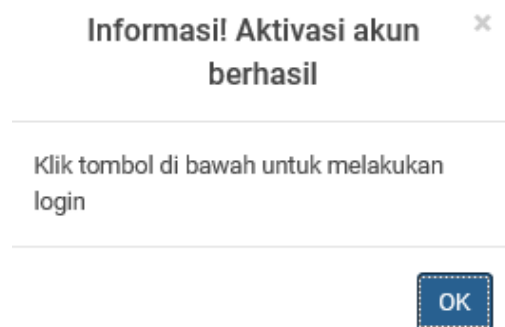 Informasi! Aktivasi akun ×
berhasil
Klik tombol di bawah untuk melakukan
login
OK